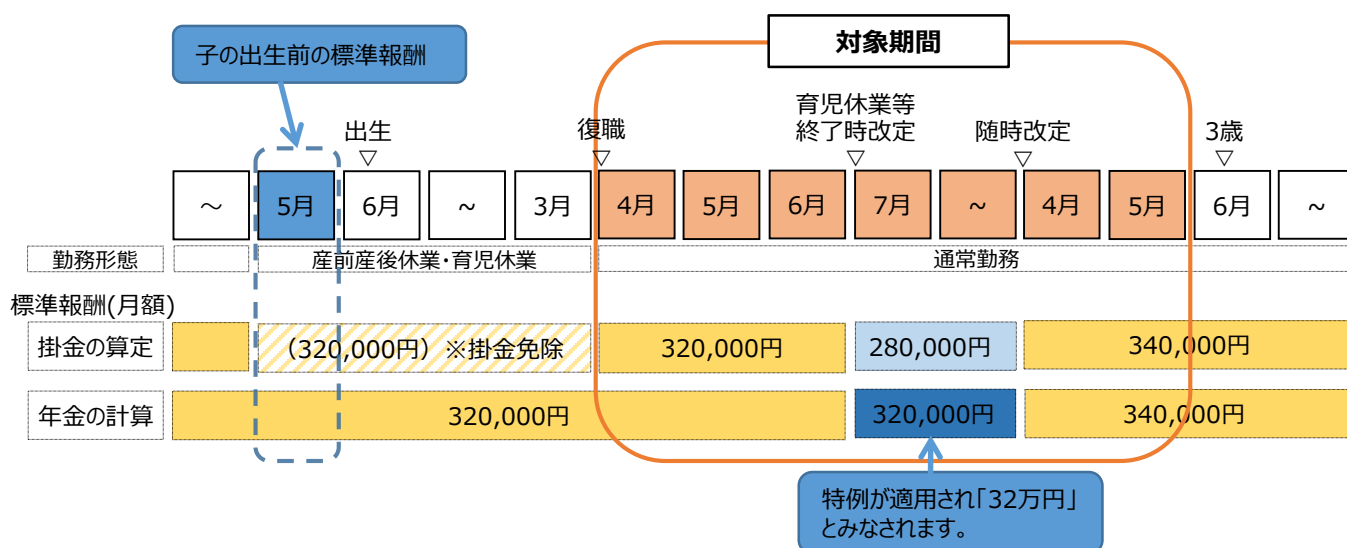 子の出生前の標準報酬
対象期間
出生
▽
復職
▽
育児休業等
終了時改定
▽
随時改定
▽
3歳
▽
～ 5月 6月 ~ 3月 4月 5月 6月 7月 ~ 4月 5月 6月 ~
勤務形態 産前産後休業・育児休業 通常勤務
標準報酬(月額)
掛金の算定 （320,000円）※掛金免除 320,000円 280,000円 340,000円
年金の計算 320,000円 320,000円 340,000円
特例が適用され「32万円」
とみなされます。